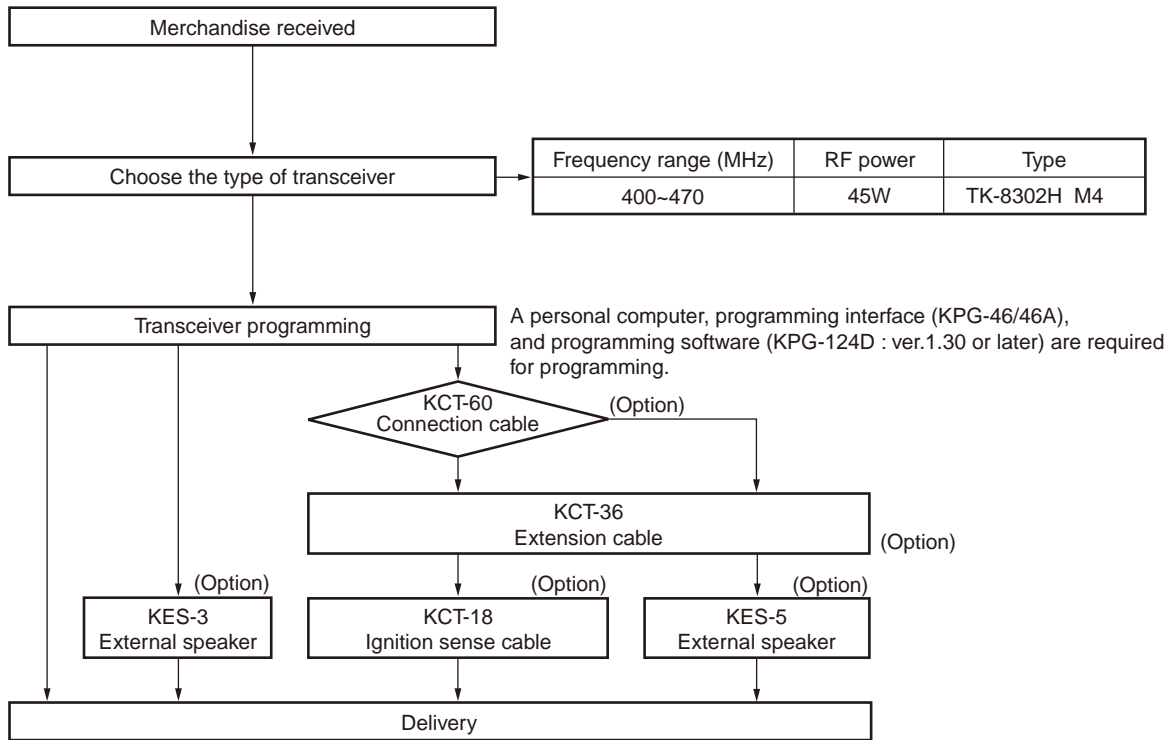 Merchandise received
Choose the type of transceiver
Frequency range (MHz) RF power Type
400~470 45W TK-8302H M4
Transceiver programming
A personal computer, programming interface (KPG-46/46A),
and programming software (KPG-124D : ver.1.30 or later) are required
for programming.
KCT-60
Connection cable
(Option)
KCT-36
Extension cable
(Option)
(Option)
KES-3
External speaker
(Option)
KCT-18
Ignition sense cable
(Option)
KES-5
External speaker
Delivery